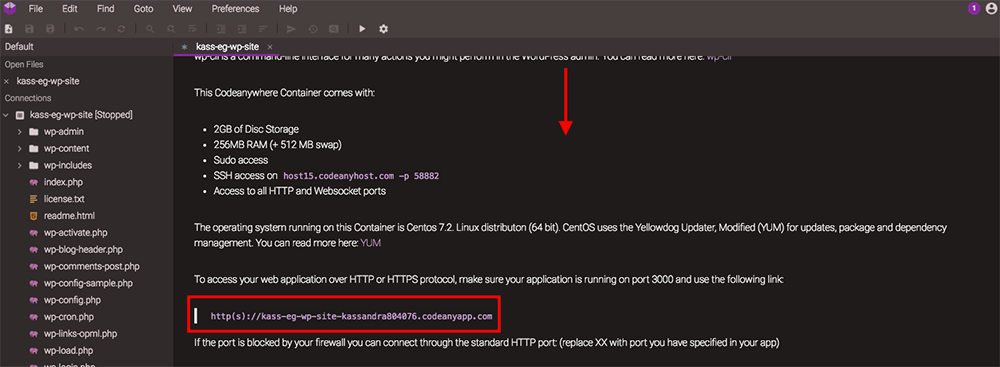 File Edit Find Goto View Preferences Help
1
Default
kass-eg-wp-site ×
Open Files
× kass-eg-wp-site
Connections
kass-eg-wp-site [Stopped]
wp-admin
wp-content
wp-includes
index.php
license.txt
readme.html
wp-activate.php
wp-blog-header.php
wp-comments-post.php
wp-config-sample.php
wp-config.php
wp-cron.php
wp-links-opml.php
wp-load.php
wp-login.php
wp-cli is a command-line interface for many actions you might perform in the WordPress admin. You can read more here: wp-cli
This Codeanywhere Container comes with:
• 2GB of Disc Storage
• 256MB RAM (+ 512 MB swap)
• Sudo access
• SSH access on host15.codeanyhost.com -p 58882
• Access to all HTTP and Websocket ports
The operating system running on this Container is Centos 7.2. Linux distributon (64 bit). CentOS uses the Yellowdog Updater, Modified (YUM) for updates, package and dependency
management. You can read more here: YUM
To access your web application over HTTP or HTTPS protocol, make sure your application is running on port 3000 and use the following link:
http(s)://kass-eg-wp-site-kassandra804076.codeanyapp.com
If the port is blocked by your firewall you can connect through the standard HTTP port: (replace XX with port you have specified in your app)